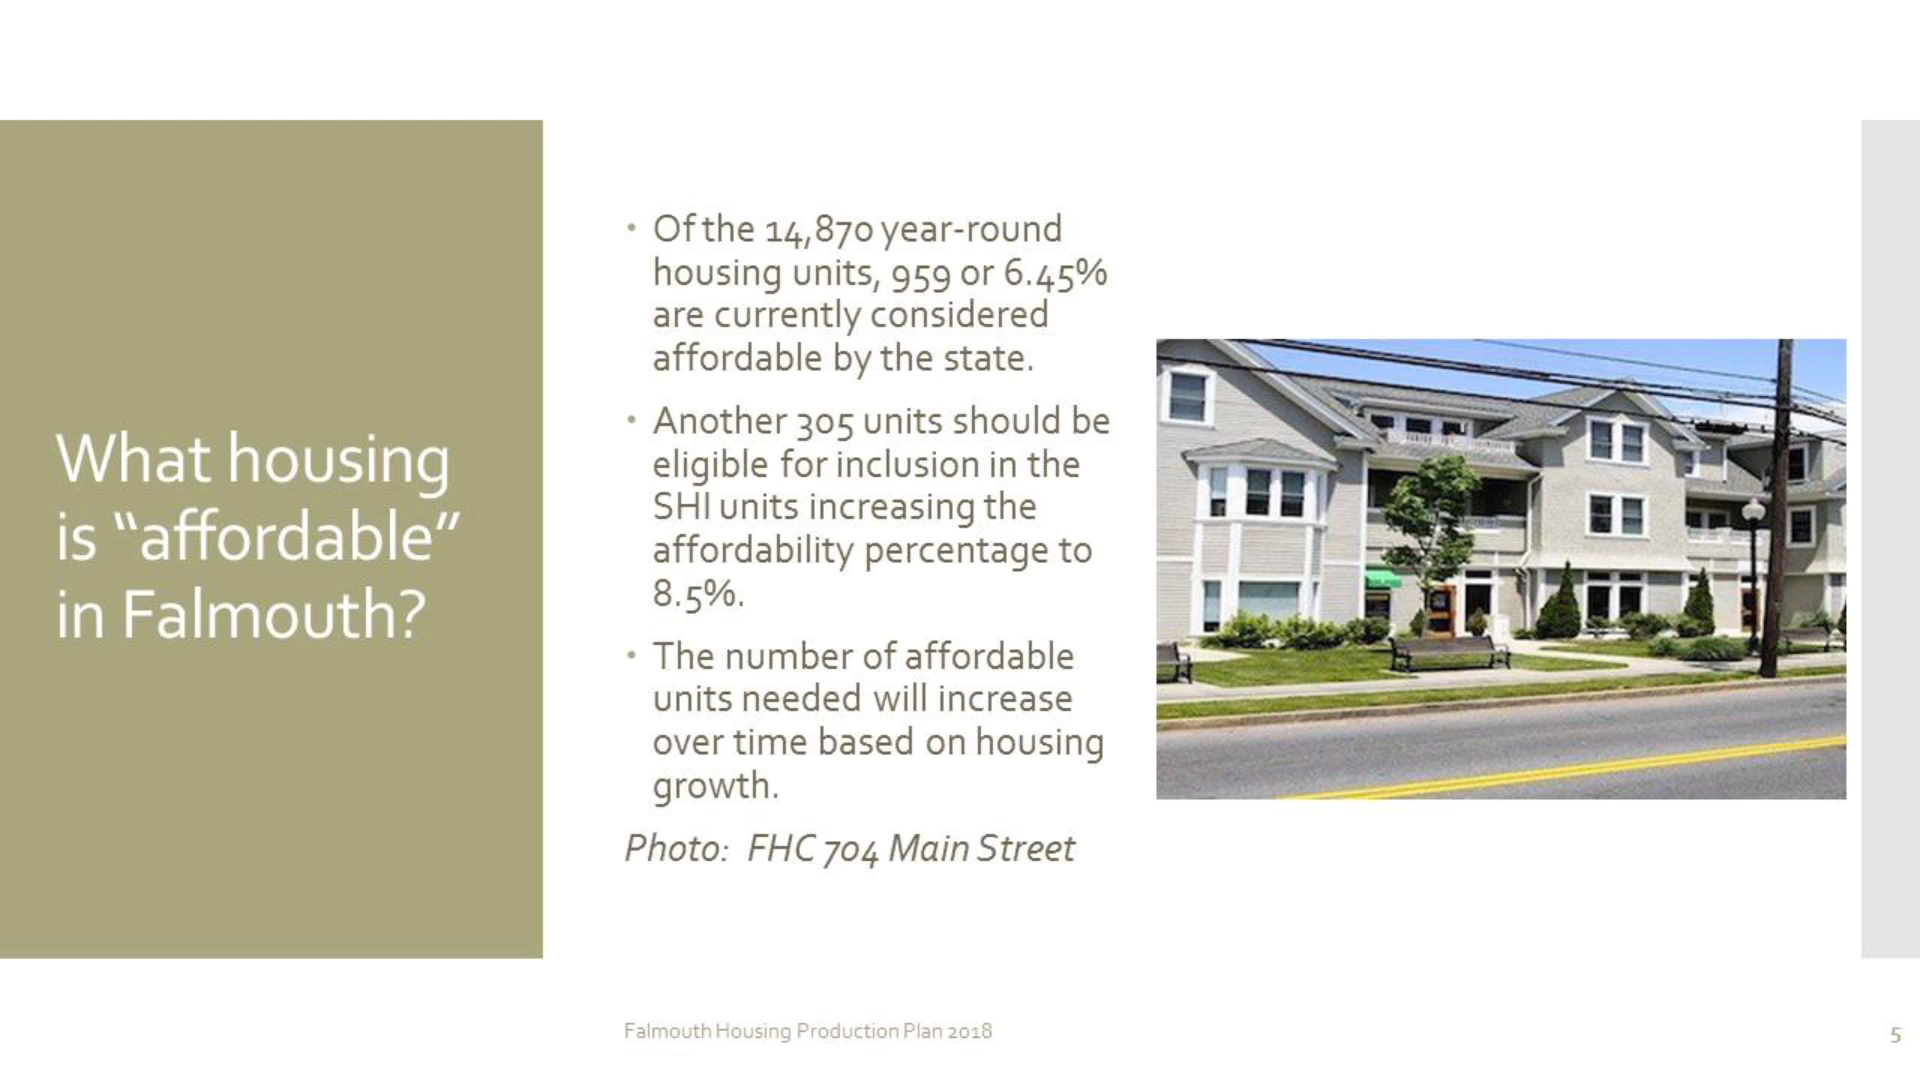 What housing
is “affordable”
in Falmouth?
• Of the 14,870 year-round
housing units, 959 or 6.45%
are currently considered
affordable by the state.
• Another 305 units should be
eligible for inclusion in the
SHI units increasing the
affordability percentage to
8.5%.
• The number of affordable
units needed will increase
over time based on housing
growth.
Photo: FHC 704 Main Street
Falmouth Housing Production Plan 2018
5